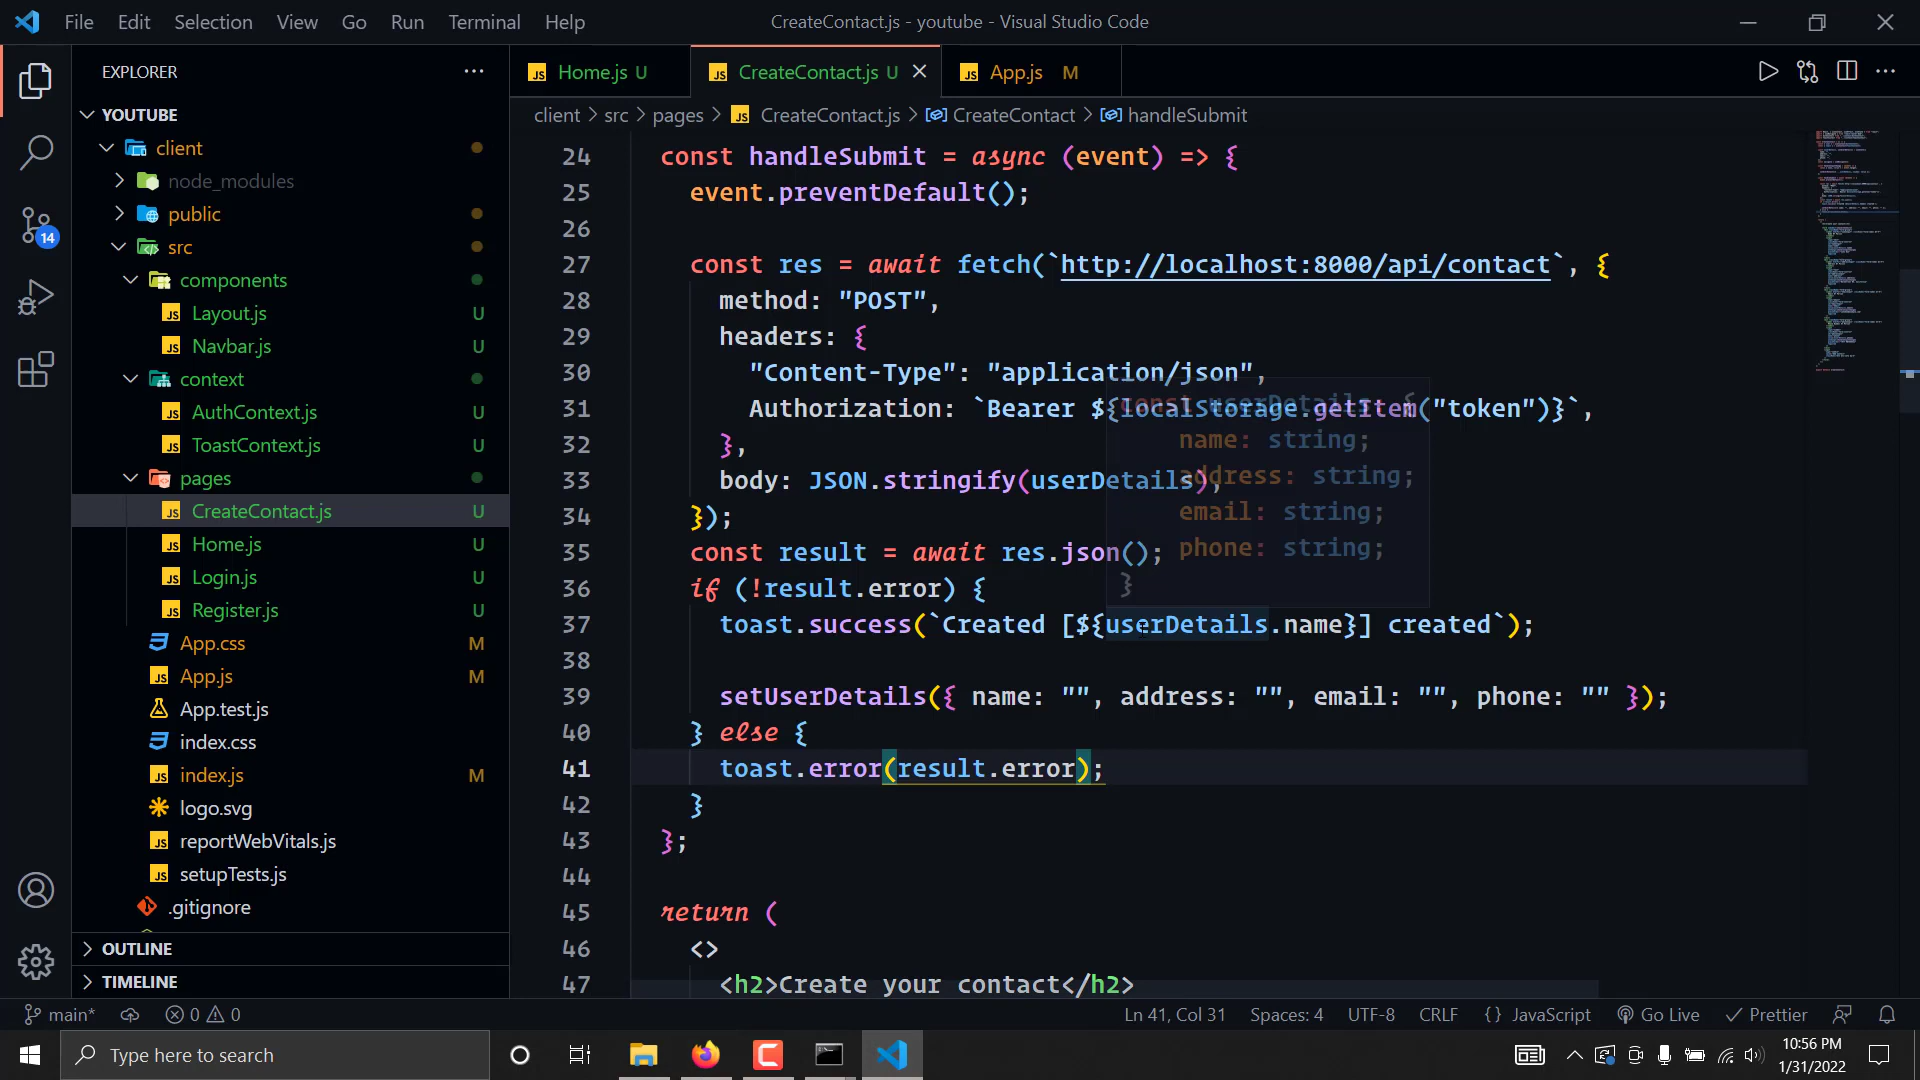 File Edit Selection View Go Run Terminal Help
CreateContact.js - youtube - Visual Studio Code
EXPLORER
YOUTUBE
client
node_modules
public
src
components
Layout.js U
Navbar.js U
context
AuthContext.js U
ToastContext.js U
pages
CreateContact.js U
Home.js U
Login.js U
Register.js U
App.css M
App.js M
App.test.js
index.css
index.js M
logo.svg
reportWebVitals.js
setupTests.js
.gitignore
OUTLINE
TIMELINE
14
JS Home.js U
JS CreateContact.js U
JS App.js M
client > src > pages > JS CreateContact.js > CreateContact > handleSubmit
24 const handleSubmit = async (event) => {
25 event.preventDefault();
26
27 const res = await fetch(`http://localhost:8000/api/contact`, {
28 method: "POST",
29 headers: {
30 "Content-Type": "application/json",
31 Authorization: `Bearer ${localStorage.getItem("token")}`,
32 },
33 body: JSON.stringify(userDetails),
34 });
35 const result = await res.json();
36 if (!result.error) {
37 toast.success(`Created [${userDetails.name}] created`);
38
39 setUserDetails({ name: "", address: "", email: "", phone: "" });
40 } else {
41 toast.error(result.error);
42 }
43 };
44
45 return (
46 <>
47 <h2>Create your contact</h2>
const userDetails: {
name: string;
address: string;
email: string;
phone: string;
}
main* 0 0
Ln 41, Col 31 Spaces: 4 UTF-8 CRLF {} JavaScript Go Live Prettier
Type here to search
10:56 PM
1/31/2022